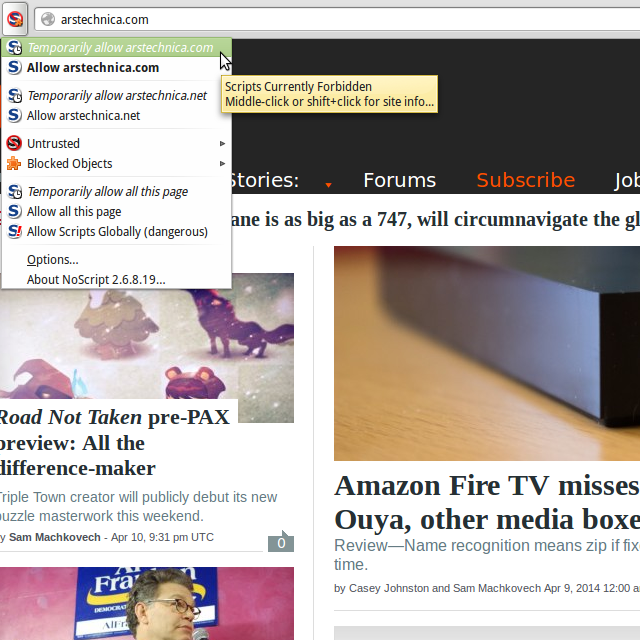 arstechnica.com
Temporarily allow arstechnica.com
Allow arstechnica.com
Scripts Currently Forbidden
Middle-click or shift+click for site info...
Temporarily allow arstechnica.net
Allow arstechnica.net
Untrusted
Blocked Objects
Temporarily allow all this page
Allow all this page
Allow Scripts Globally (dangerous)
Options...
About NoScript 2.6.8.19...
Stories:
Forums
Subscribe
ane is as big as a 747, will circumnavigate the
Road Not Taken pre-PAX
preview: All the
difference-maker
Triple Town creator will publicly debut its new
puzzle masterwork this weekend.
by Sam Machkovech - Apr 10, 9:31 pm UTC
0
Al
Franken
DEMOCRATIC
Amazon Fire TV misses
Ouya, other media boxe
Review—Name recognition means zip if fix
time.
by Casey Johnston and Sam Machkovech Apr 9, 2014 12:00 a